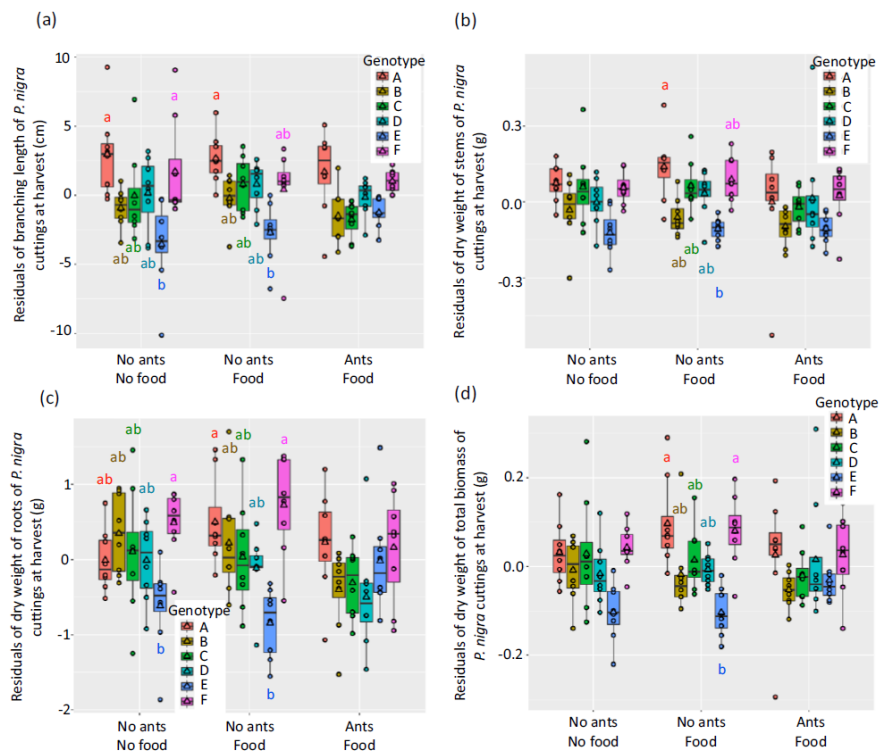 (a)
Residuals of branching length of P. nigra
cuttings at harvest (cm)
10
5
0
-5
-10
Genotype
A
B
C
D
E
F
a
ab
ab
ab
b
a
a
ab
ab
ab
b
ab
No ants
No food
No ants
Food
Ants
Food
(b)
Residuals of dry weight of stems of P. nigra
cuttings at harvest (g)
0.3
0.0
-0.3
Genotype
A
B
C
D
E
F
a
ab
ab
ab
b
ab
No ants
No food
No ants
Food
Ants
Food
(c)
Residuals of dry weight of roots of P. nigra
cuttings at harvest (g)
1
0
-1
-2
Genotype
A
B
C
D
E
F
ab
ab
ab
ab
b
a
a
ab
ab
ab
b
a
No ants
No food
No ants
Food
Ants
Food
(d)
Residuals of dry weight of total biomass of
P. nigra cuttings at harvest (g)
0.2
0.0
-0.2
Genotype
A
B
C
D
E
F
a
ab
ab
ab
b
a
No ants
No food
No ants
Food
Ants
Food